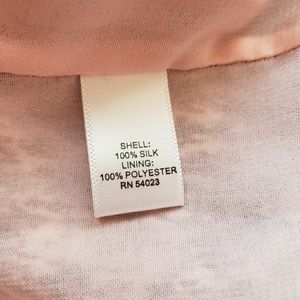 SHELL:
100% SILK
LINING:
100% POLYESTER
RN 54023